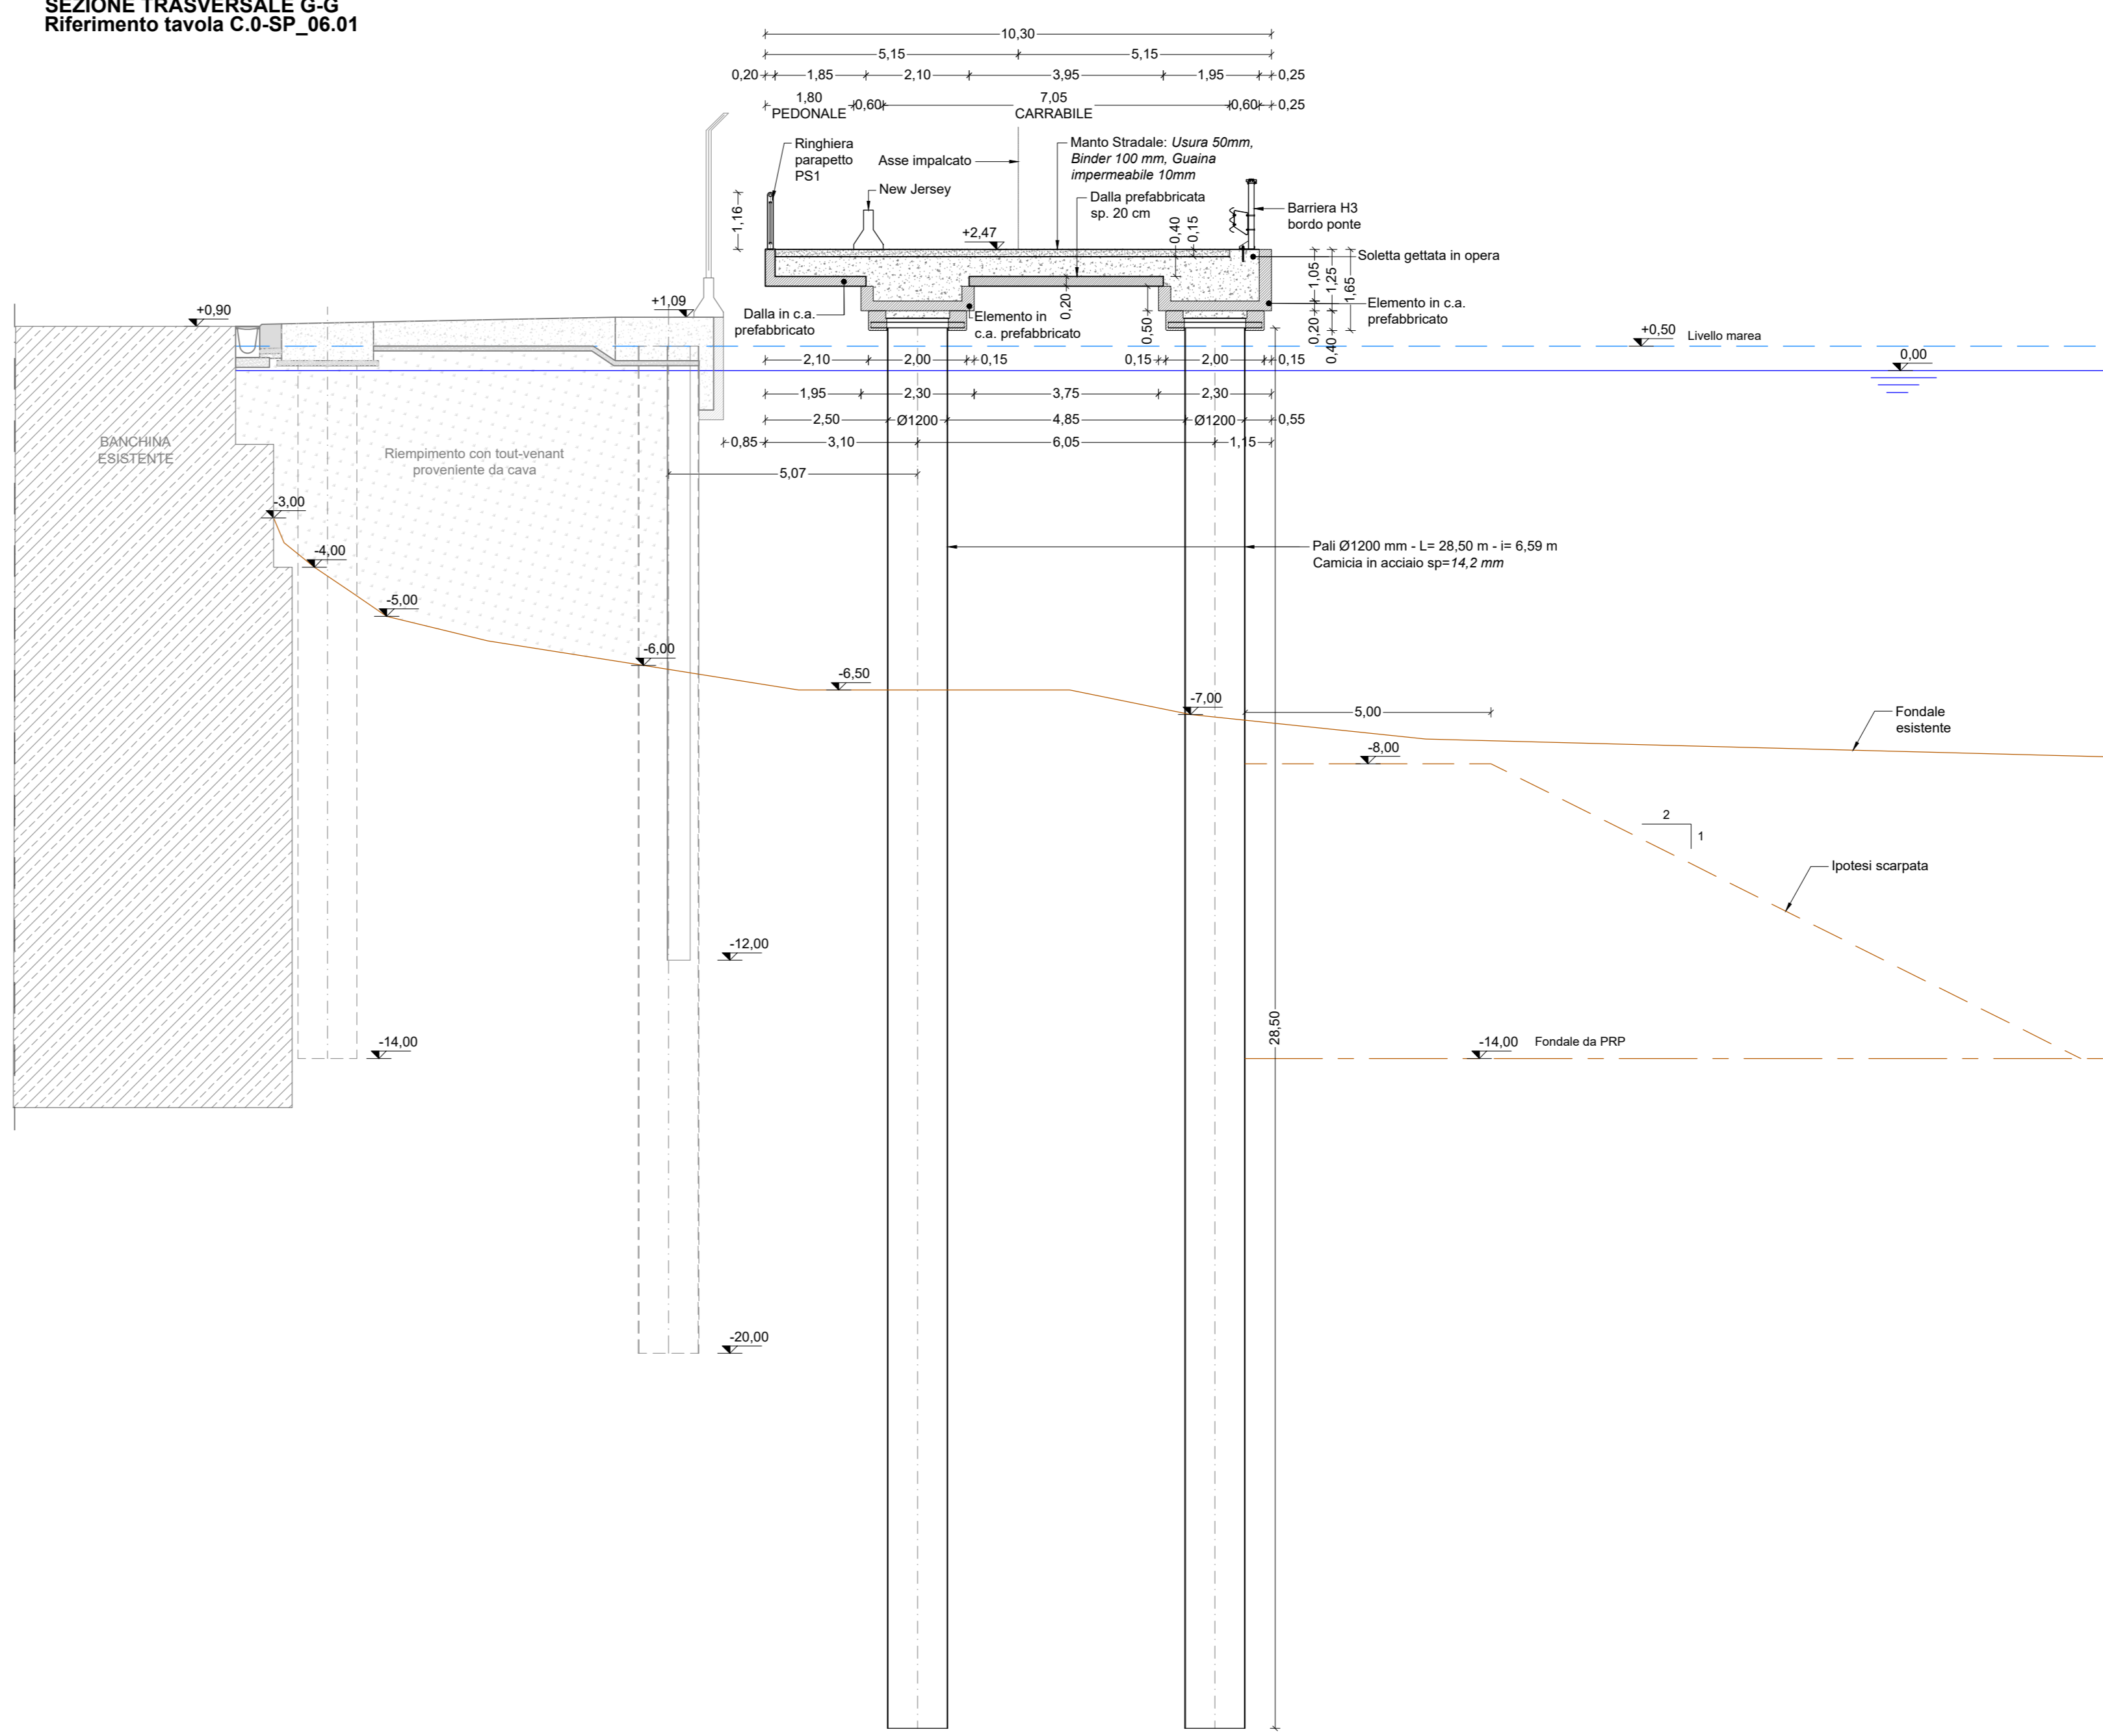 SEZIONE TRASVERSALE G-G
Riferimento tavola C.0-SP_06.01
10,30
5,15
5,15
0,20
1,85
2,10
3,95
1,95
0,25
1,80
PEDONALE
0,60
7,05
CARRABILE
0,60
0,25
Ringhiera
parapetto
PS1
Asse impalcato
New Jersey
Manto Stradale: Usura 50mm,
Binder 100 mm, Guaina
impermeabile 10mm
Dalla prefabbricata
sp. 20 cm
Barriera H3
bordo ponte
1,16
+2,47
0,40
0,15
Soletta gettata in opera
1,05
1,25
1,65
+0,90
+1,09
Dalla in c.a.
prefabbricato
Elemento in
c.a. prefabbricato
0,20
0,50
Elemento in c.a.
prefabbricato
0,20
0,40
+0,50
Livello marea
0,00
2,10
2,00
0,15
0,15
2,00
0,15
1,95
2,30
3,75
2,30
2,50
Ø1200
4,85
Ø1200
0,55
0,85
3,10
6,05
1,15
5,07
BANCHINA
ESISTENTE
Riempimento con tout-venant
proveniente da cava
-3,00
-4,00
-5,00
-6,00
-6,50
-7,00
Pali Ø1200 mm - L= 28,50 m - i= 6,59 m
Camicia in acciaio sp=14,2 mm
5,00
Fondale
esistente
-8,00
2
1
Ipotesi scarpata
-12,00
28,50
-14,00
-14,00
Fondale da PRP
-20,00